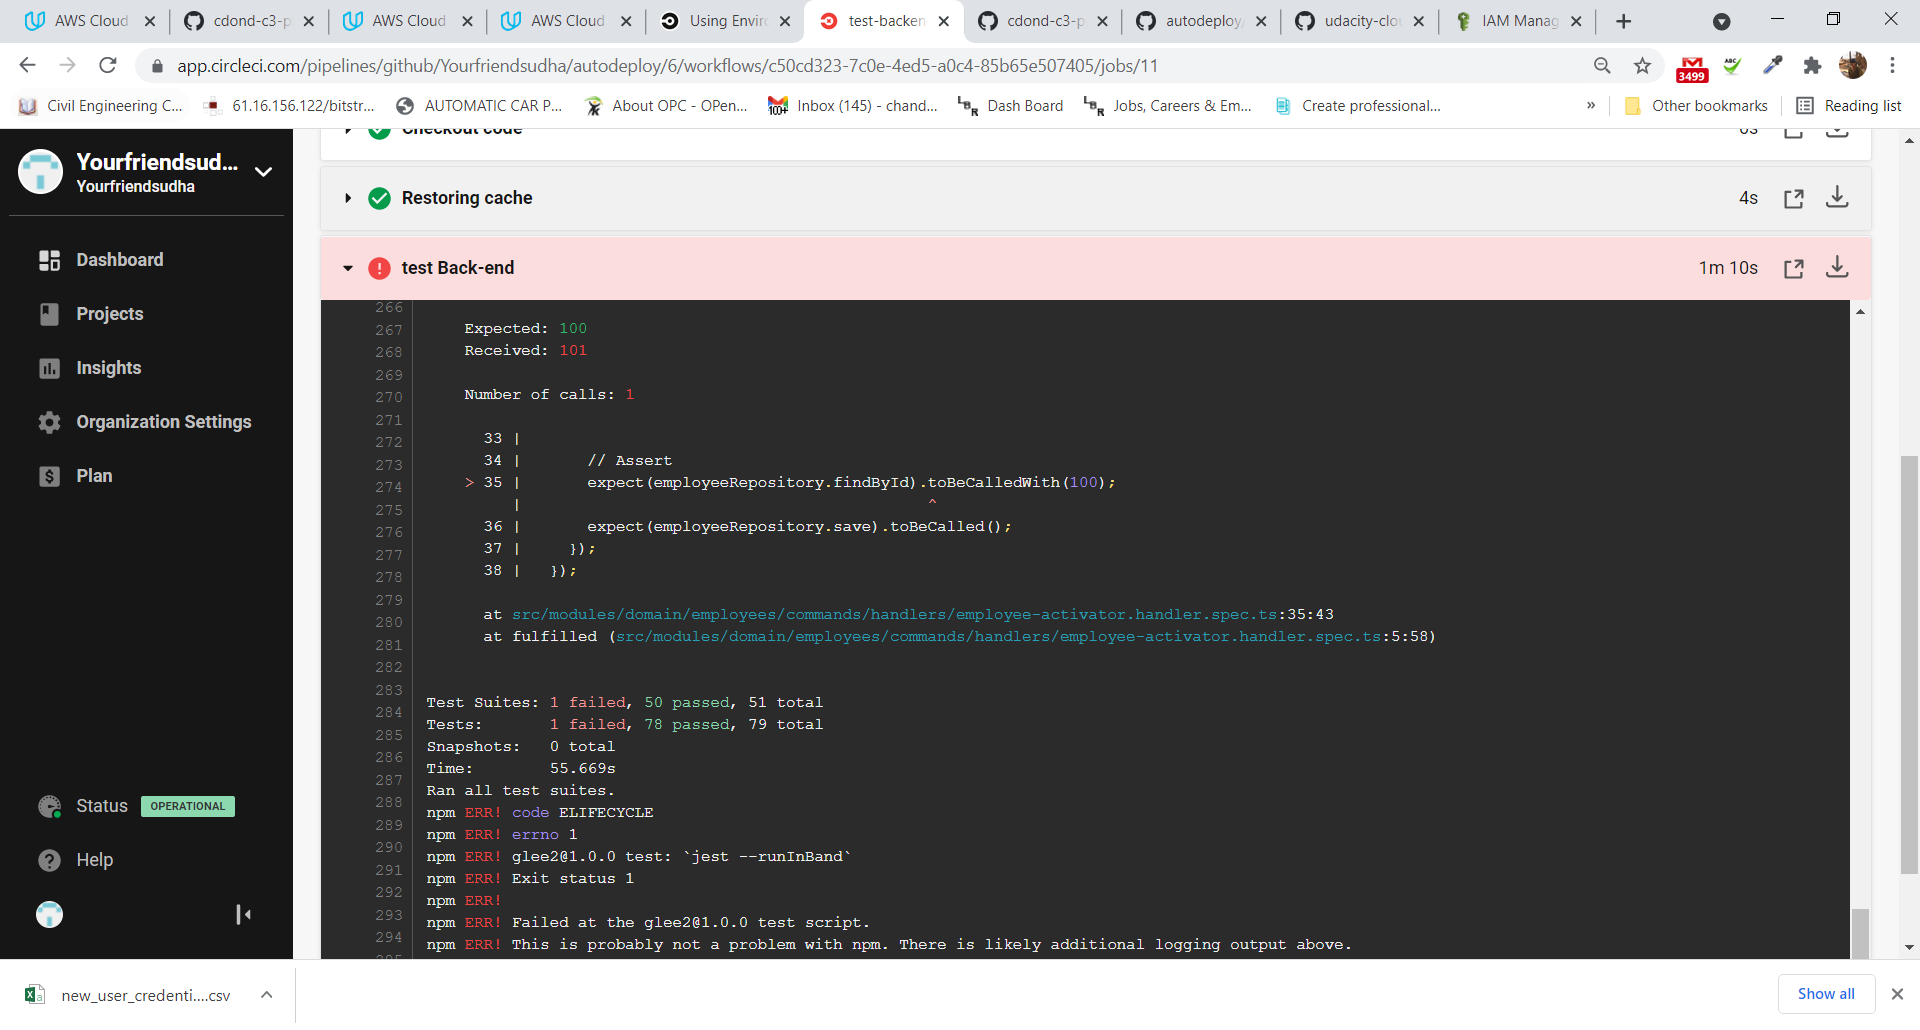 AWS Cloud
cdond-c3-p
AWS Cloud
AWS Cloud
Using Enviro
test-backen
cdond-c3-p
autodeploy/
udacity-clou
IAM Manag
app.circleci.com/pipelines/github/Yourfriendsudha/autodeploy/6/workflows/c50cd323-7c0e-4ed5-a0c4-85b65e507405/jobs/11
3499
ABC
Civil Engineering C...
61.16.156.122/bitstr...
AUTOMATIC CAR P...
About OPC - OPen...
100+
Inbox (145) - chand...
Dash Board
Jobs, Careers & Em...
Create professional...
»
Other bookmarks
Reading list
Yourfriendsud...
Yourfriendsudha
Dashboard
Projects
Insights
Organization Settings
Plan
Status OPERATIONAL
Help
Checkout code 0s
Restoring cache 4s
test Back-end 1m 10s
266
267 Expected: 100
268 Received: 101
269
270 Number of calls: 1
271
272 33 |
273 34 | // Assert
274 > 35 | expect(employeeRepository.findById).toBeCalledWith(100);
275 | ^
276 36 | expect(employeeRepository.save).toBeCalled();
277 37 | });
278 38 | });
279
280 at src/modules/domain/employees/commands/handlers/employee-activator.handler.spec.ts:35:43
281 at fulfilled (src/modules/domain/employees/commands/handlers/employee-activator.handler.spec.ts:5:58)
282
283
284 Test Suites: 1 failed, 50 passed, 51 total
285 Tests: 1 failed, 78 passed, 79 total
286 Snapshots: 0 total
287 Time: 55.669s
288 Ran all test suites.
289 npm ERR! code ELIFECYCLE
290 npm ERR! errno 1
291 npm ERR! glee2@1.0.0 test: `jest --runInBand`
292 npm ERR! Exit status 1
293 npm ERR!
294 npm ERR! Failed at the glee2@1.0.0 test script.
295 npm ERR! This is probably not a problem with npm. There is likely additional logging output above.
new_user_credenti....csv
Show all